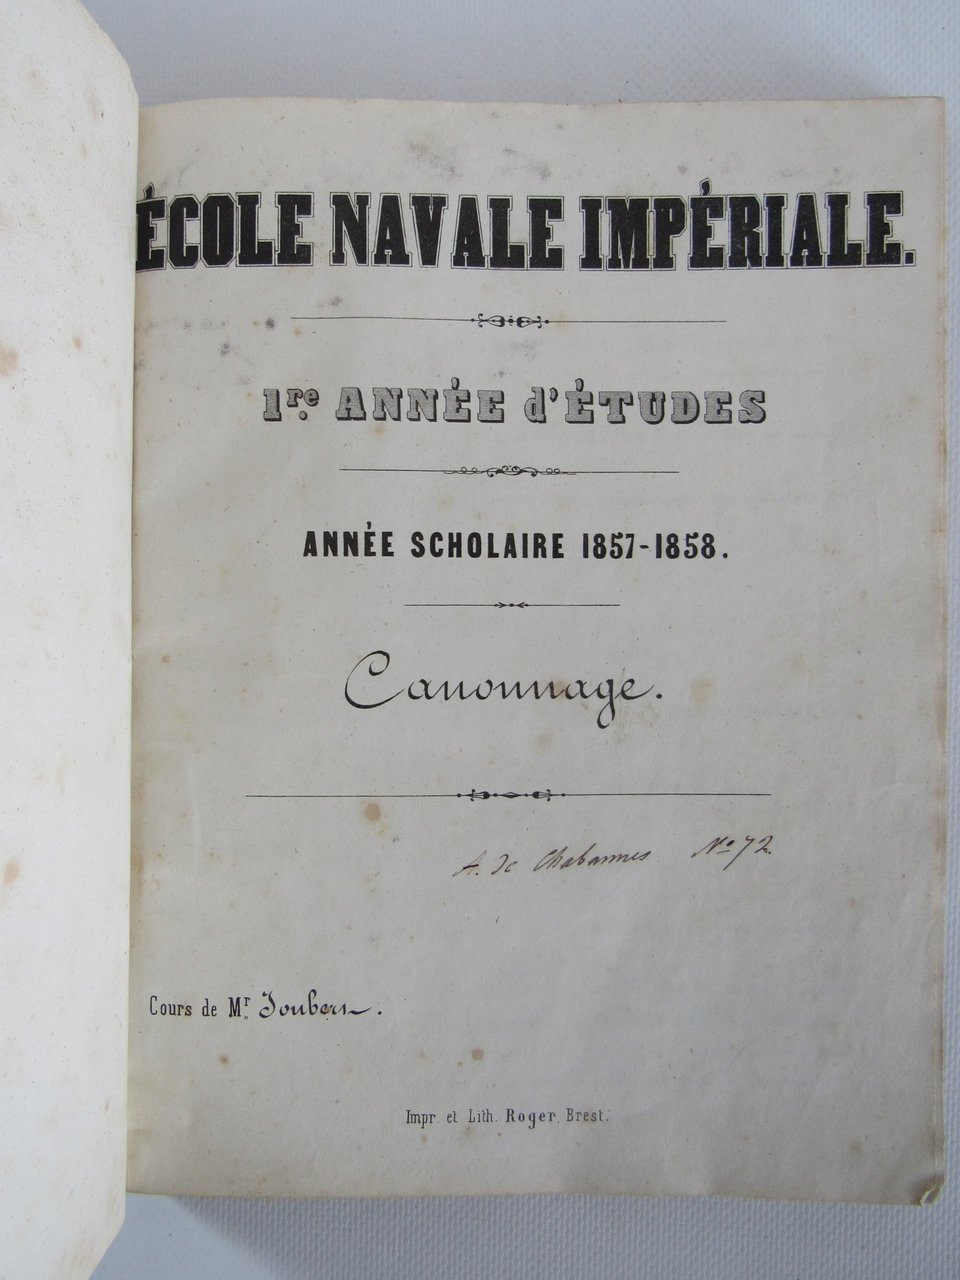 ÉCOLE NAVALE IMPÉRIALE.
1re ANNÉE d'ÉTUDES
ANNÉE SCHOLAIRE 1857-1858.
Canonnage.
A. de Chabannes No 72.
Cours de Mr Joubert.
Impr. et Lith. Roger, Brest.